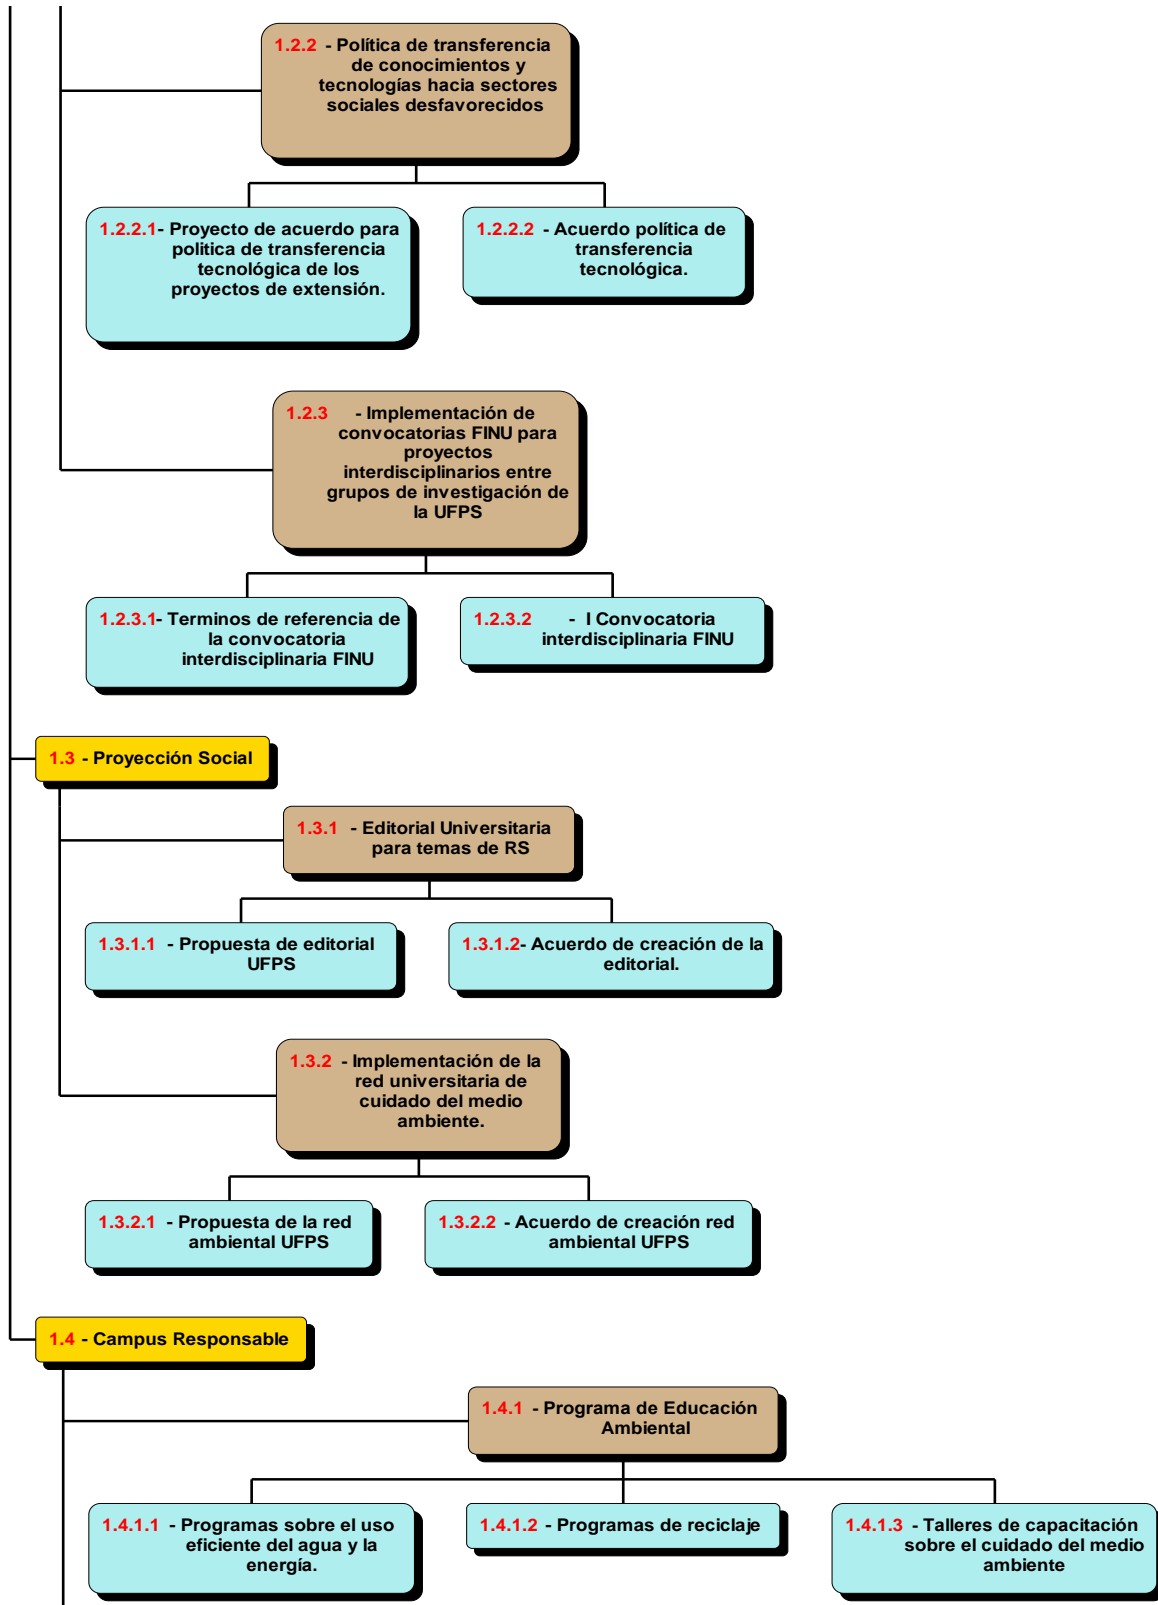 1.2.2 - Política de transferencia
de conocimientos y
tecnologías hacia sectores
sociales desfavorecidos
1.2.2.1- Proyecto de acuerdo para
politica de transferencia
tecnológica de los
proyectos de extensión.
1.2.2.2 - Acuerdo política de
transferencia
tecnológica.
1.2.3 - Implementación de
convocatorias FINU para
proyectos
interdisciplinarios entre
grupos de investigación de
la UFPS
1.2.3.1- Terminos de referencia de
la convocatoria
interdisciplinaria FINU
1.2.3.2 - I Convocatoria
interdisciplinaria FINU
1.3 - Proyección Social
1.3.1 - Editorial Universitaria
para temas de RS
1.3.1.1 - Propuesta de editorial
UFPS
1.3.1.2- Acuerdo de creación de la
editorial.
1.3.2 - Implementación de la
red universitaria de
cuidado del medio
ambiente.
1.3.2.1 - Propuesta de la red
ambiental UFPS
1.3.2.2 - Acuerdo de creación red
ambiental UFPS
1.4 - Campus Responsable
1.4.1 - Programa de Educación
Ambiental
1.4.1.1 - Programas sobre el uso
eficiente del agua y la
energía.
1.4.1.2 - Programas de reciclaje
1.4.1.3 - Talleres de capacitación
sobre el cuidado del medio
ambiente